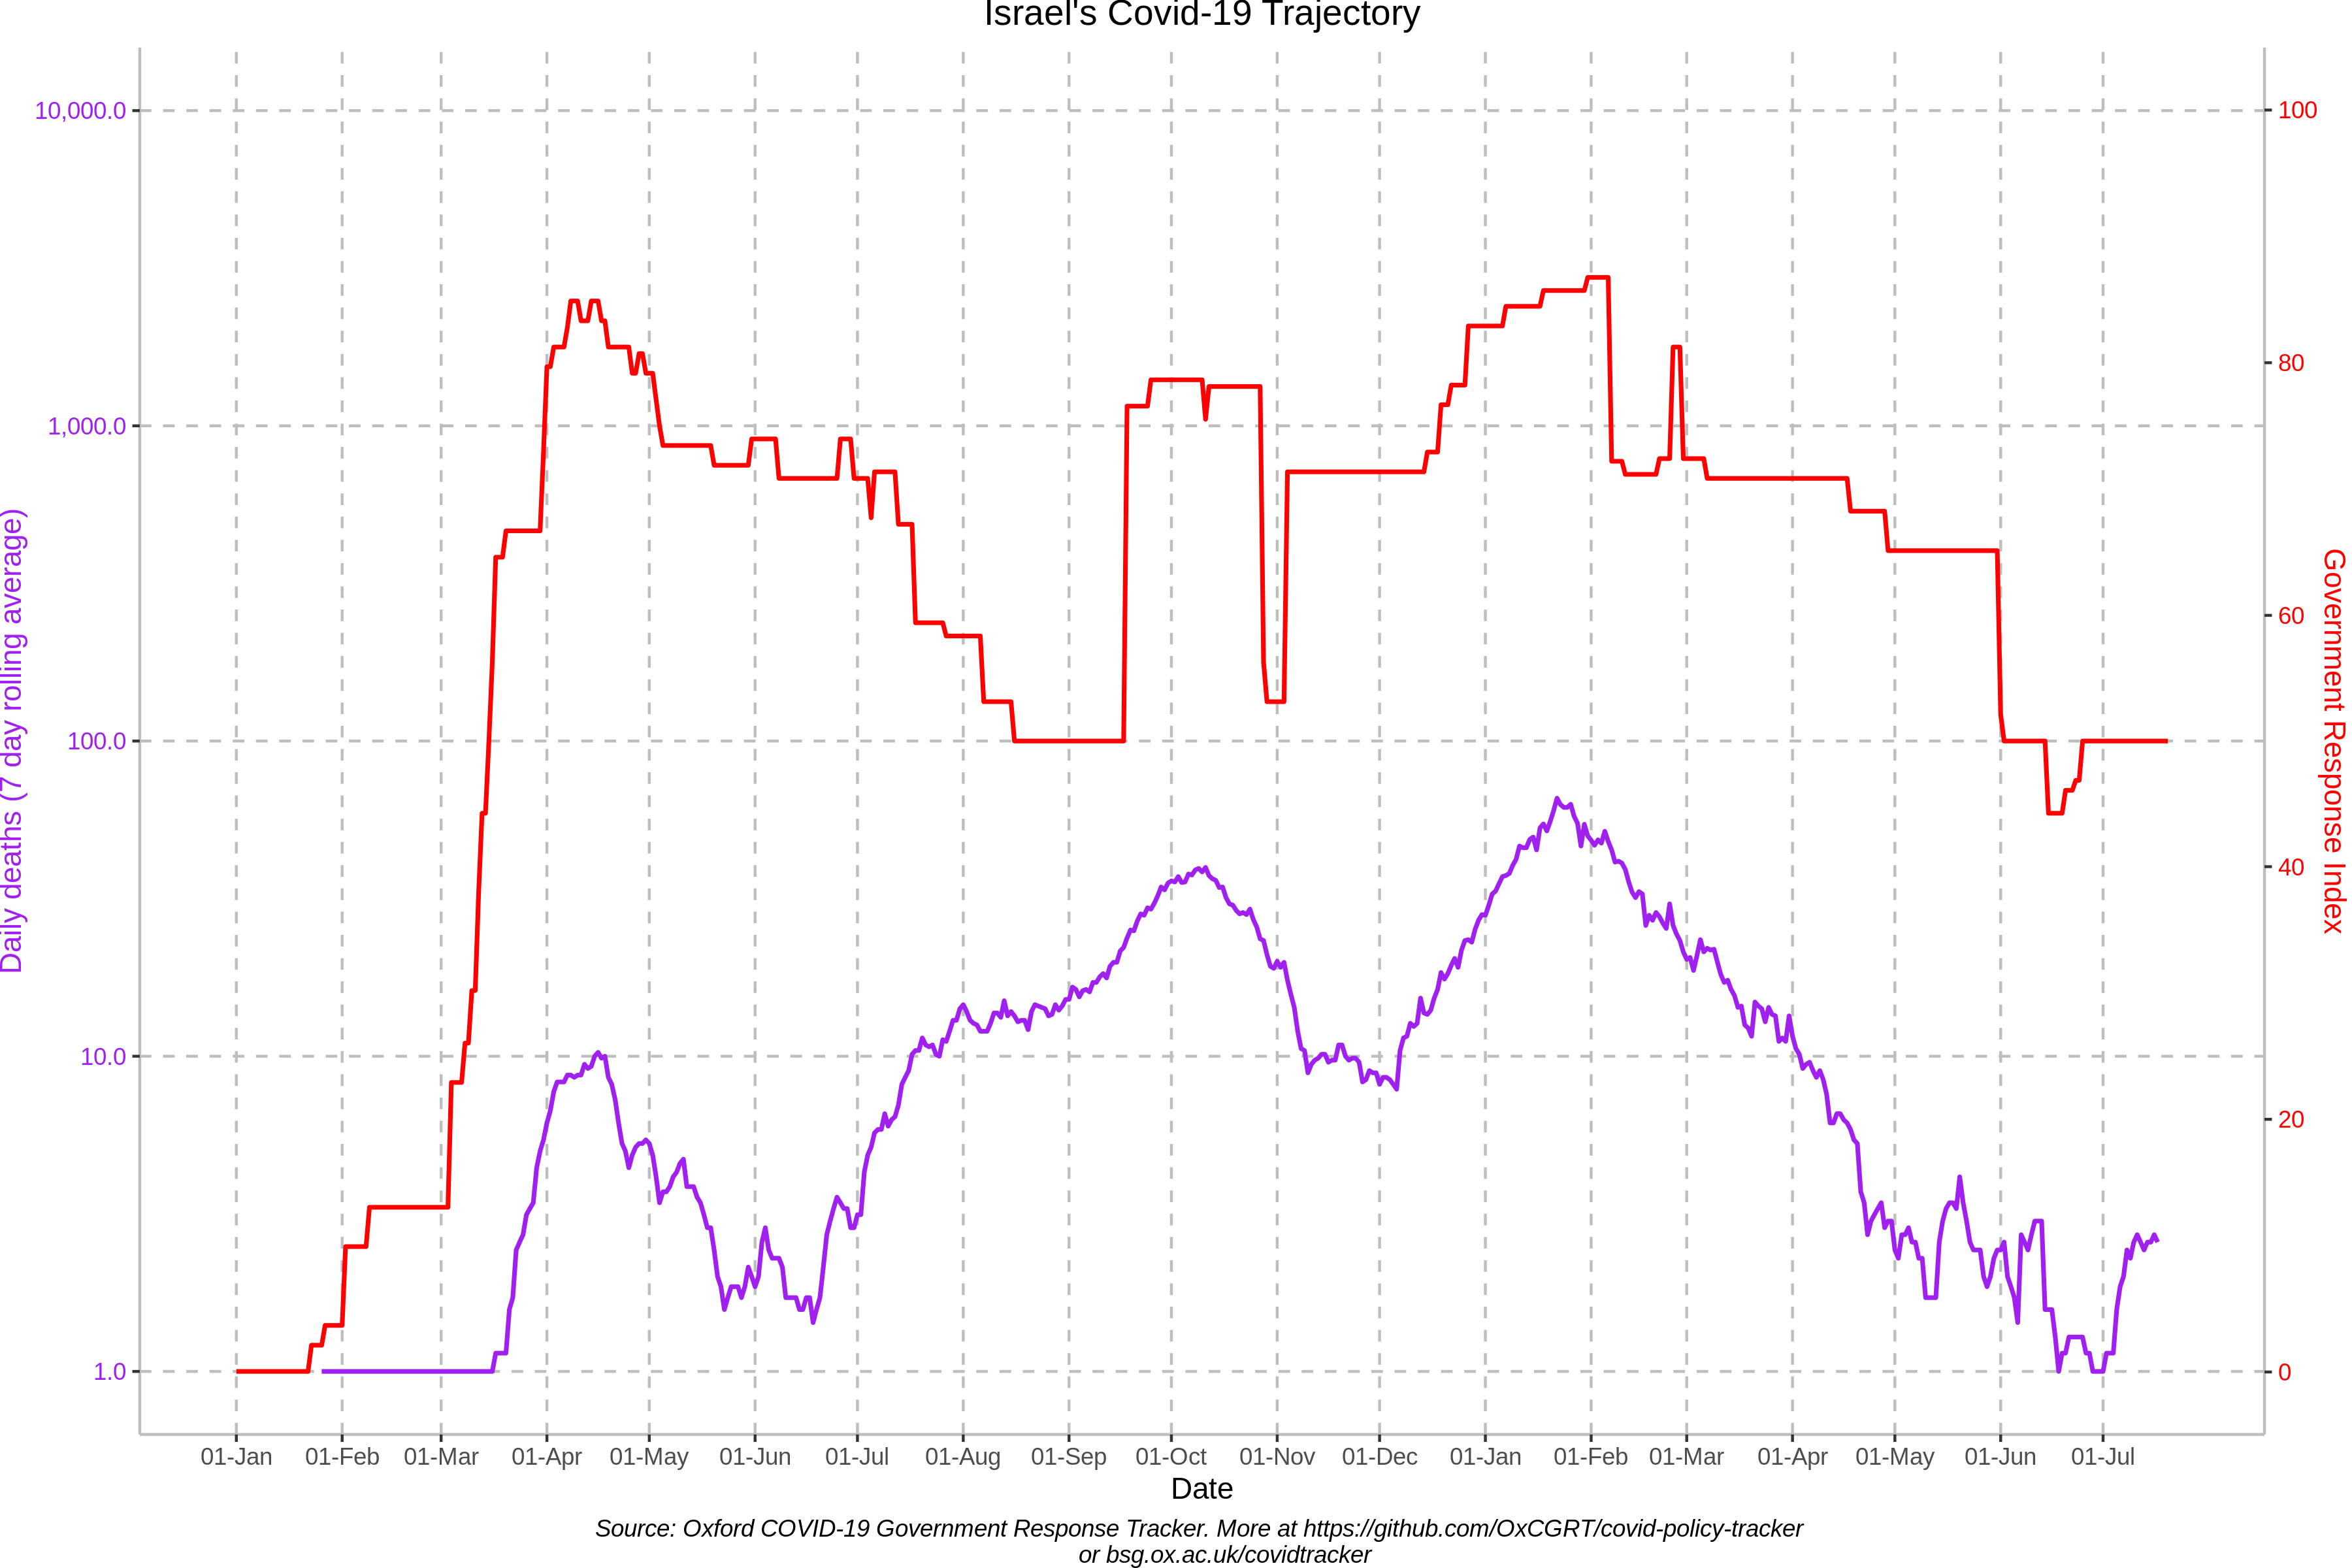 Israel's Covid-19 Trajectory
10,000.0
1,000.0
100.0
10.0
1.0
Daily deaths (7 day rolling average)
100
80
60
40
20
0
Government Response Index
01-Jan 01-Feb 01-Mar 01-Apr 01-May 01-Jun 01-Jul 01-Aug 01-Sep 01-Oct 01-Nov 01-Dec 01-Jan 01-Feb 01-Mar 01-Apr 01-May 01-Jun 01-Jul
Date
Source: Oxford COVID-19 Government Response Tracker. More at https://github.com/OxCGRT/covid-policy-tracker
or bsg.ox.ac.uk/covidtracker